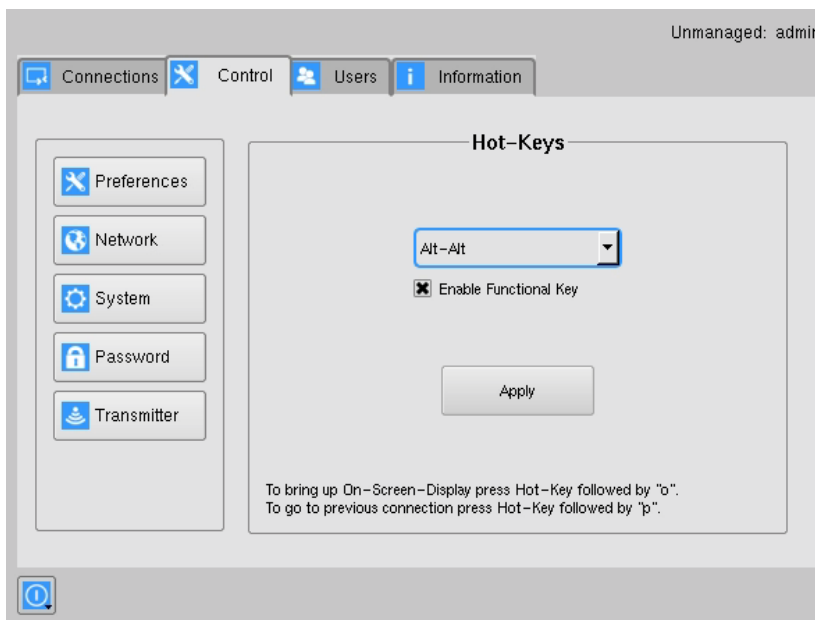 Unmanaged: admin
Connections
Control
Users
Information
Preferences
Network
System
Password
Transmitter
Hot-Keys
Alt-Alt
Enable Functional Key
Apply
To bring up On-Screen-Display press Hot-Key followed by "o".
To go to previous connection press Hot-Key followed by "p".